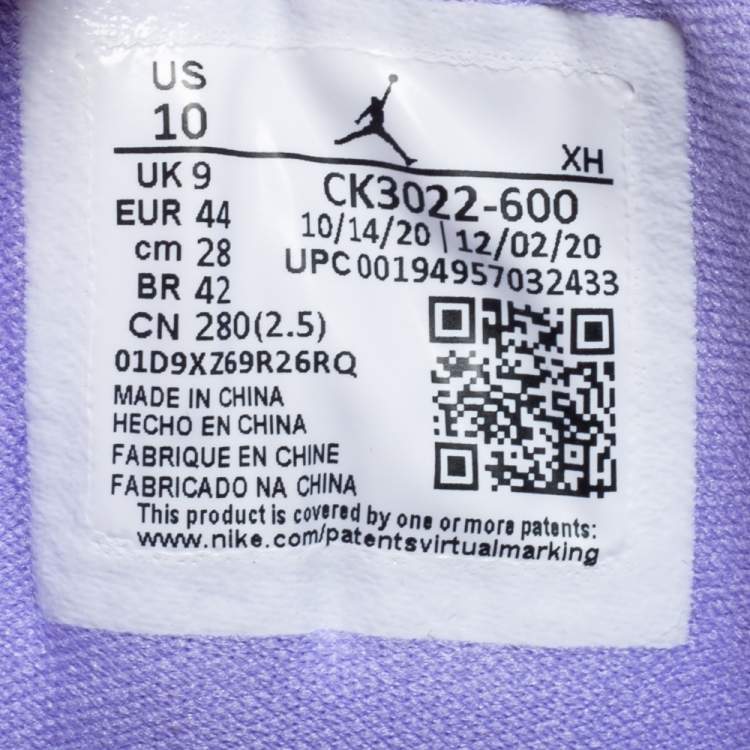 US
10
XH
UK 9
EUR 44
cm 28
BR 42
CN 280(2.5)
CK3022-600
10/14/20 | 12/02/20
UPC 00194957032433
01D9XZ69R26RQ
MADE IN CHINA
HECHO EN CHINA
FABRIQUE EN CHINE
FABRICADO NA CHINA
This product is covered by one or more patents:
www.nike.com/patentsvirtualmarking